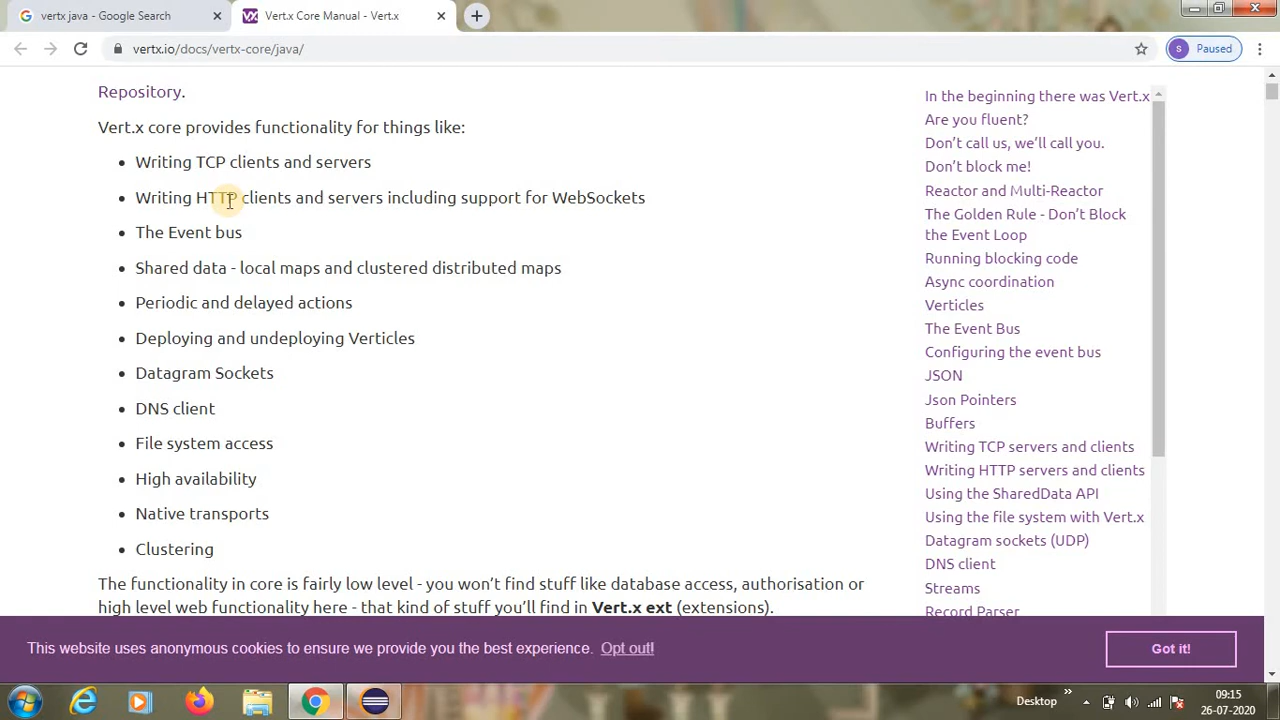 vertx java - Google Search
Vert.x Core Manual - Vert.x
vertx.io/docs/vertx-core/java/
s
Paused
Repository.
Vert.x core provides functionality for things like:
Writing TCP clients and servers
Writing HTTP clients and servers including support for WebSockets
The Event bus
Shared data - local maps and clustered distributed maps
Periodic and delayed actions
Deploying and undeploying Verticles
Datagram Sockets
DNS client
File system access
High availability
Native transports
Clustering
The functionality in core is fairly low level - you won’t find stuff like database access, authorisation or
high level web functionality here - that kind of stuff you’ll find in Vert.x ext (extensions).
In the beginning there was Vert.x
Are you fluent?
Don’t call us, we’ll call you.
Don’t block me!
Reactor and Multi-Reactor
The Golden Rule - Don’t Block
the Event Loop
Running blocking code
Async coordination
Verticles
The Event Bus
Configuring the event bus
JSON
Json Pointers
Buffers
Writing TCP servers and clients
Writing HTTP servers and clients
Using the SharedData API
Using the file system with Vert.x
Datagram sockets (UDP)
DNS client
Streams
Record Parser
This website uses anonymous cookies to ensure we provide you the best experience. Opt out!
Got it!
Desktop
09:15
26-07-2020